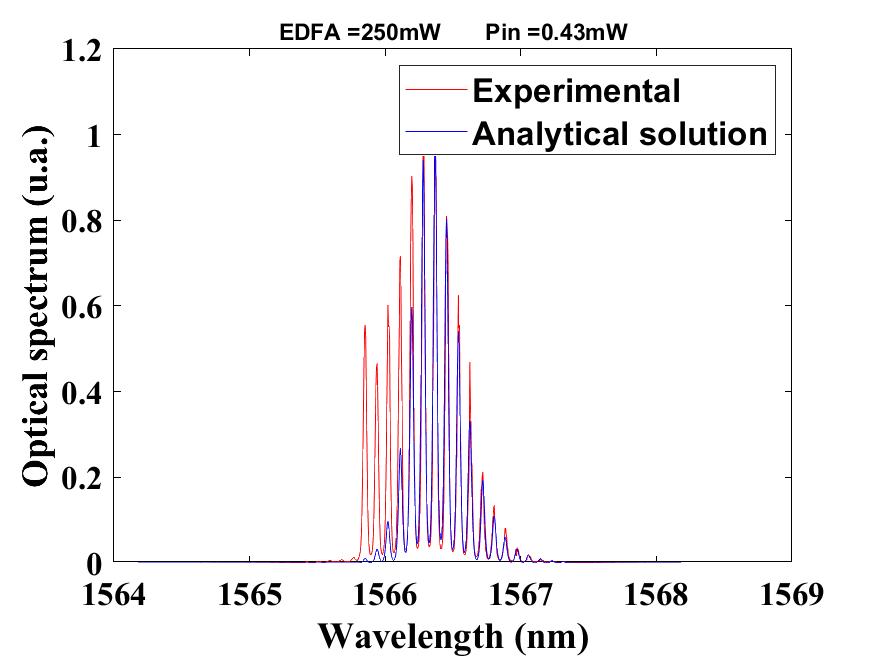 EDFA =250mW Pin =0.43mW
1.2
Experimental
Analytical solution
1
0.8
0.6
0.4
0.2
0
Optical spectrum (u.a.)
1564 1565 1566 1567 1568 1569
Wavelength (nm)